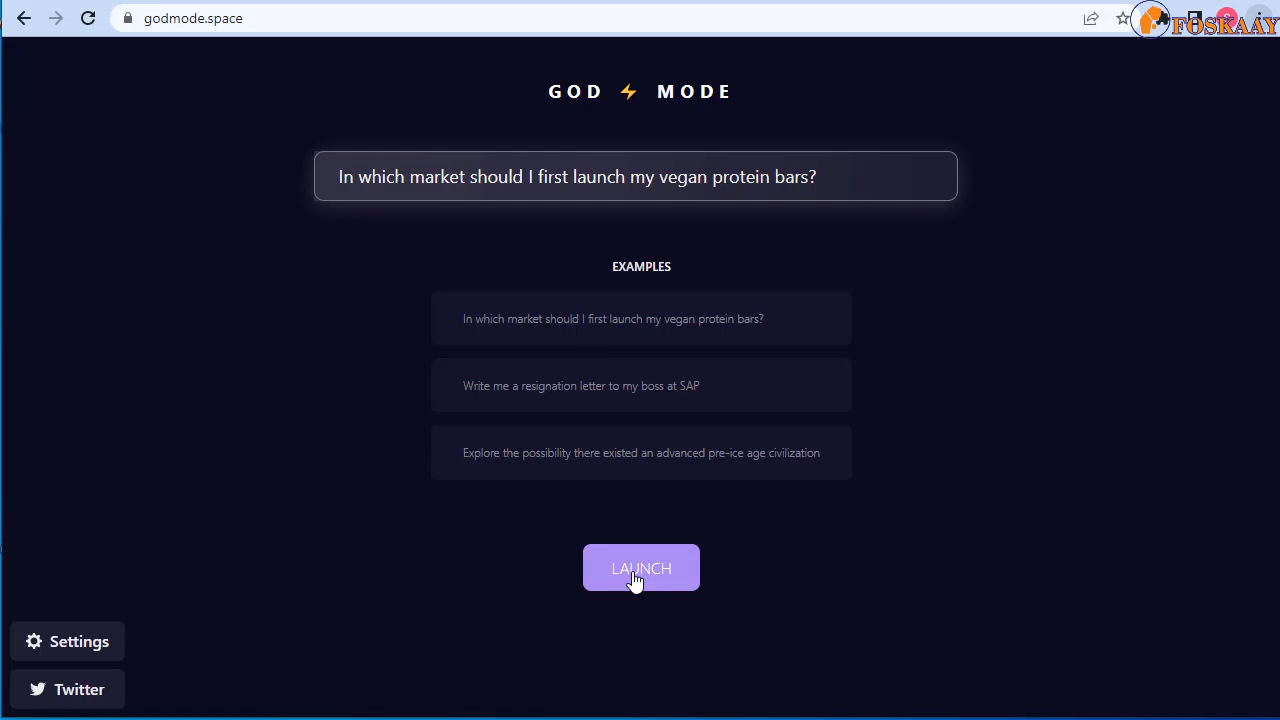 godmode.space
FOSKAAY
GOD ⚡ MODE
In which market should I first launch my vegan protein bars?
EXAMPLES
In which market should I first launch my vegan protein bars?
Write me a resignation letter to my boss at SAP
Explore the possibility there existed an advanced pre-ice age civilization
LAUNCH
Settings
Twitter